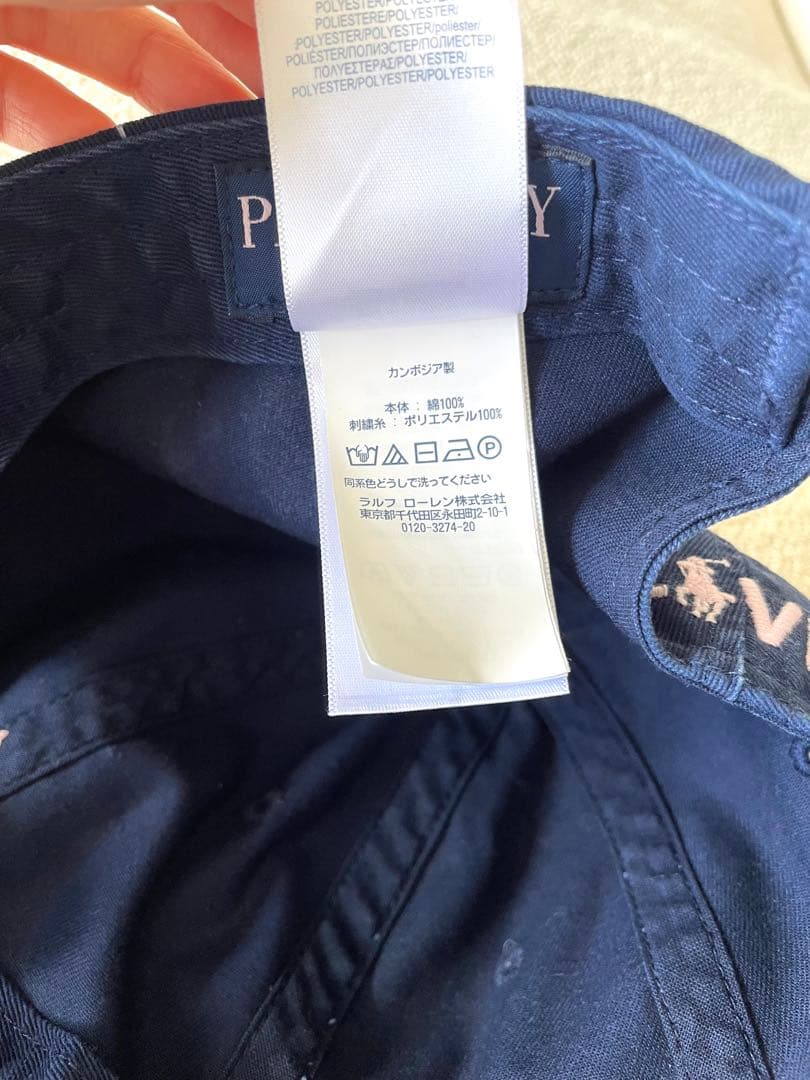 POLYESTER/POLYESTER/
POLIESTERE/POLYESTER/
:POLYESTER/POLYESTER/poliester/
POLIÉSTER/ПОЛИЭСТЕР/ПОЛИЕСТЕР/
ΠΟΛΥΕΣΤΕΡΑΣ/POLYESTER/
POLYESTER/POLYESTER/POLYESTER
P Y
カンボジア製
本体 : 綿100%
刺繍糸 : ポリエステル100%
P
同系色どうしで洗ってください
ラルフ ローレン株式会社
東京都千代田区永田町2-10-1
0120-3274-20